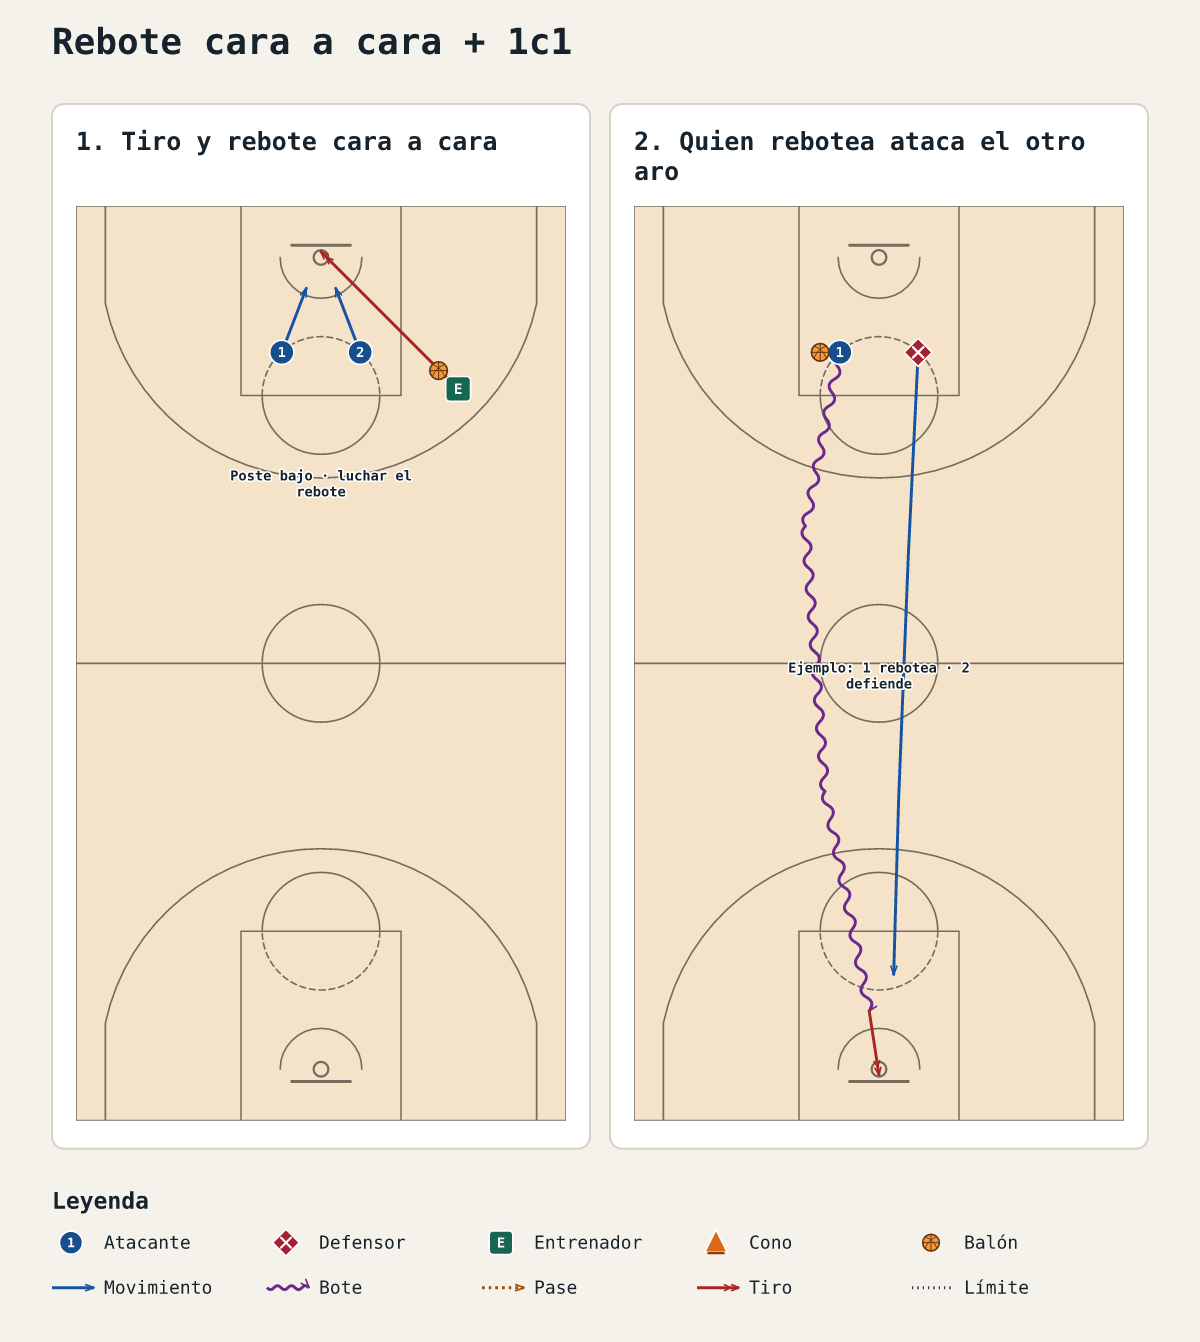 Rebote cara a cara + 1c1
1. Tiro y rebote cara a cara
1
2
E
Poste bajo · luchar el
rebote
2. Quien rebotea ataca el otro
aro
1
Ejemplo: 1 rebotea · 2
defiende
Leyenda
1 Atacante
Defensor
E Entrenador
Cono
Balón
Movimiento
Bote
Pase
Tiro
Límite